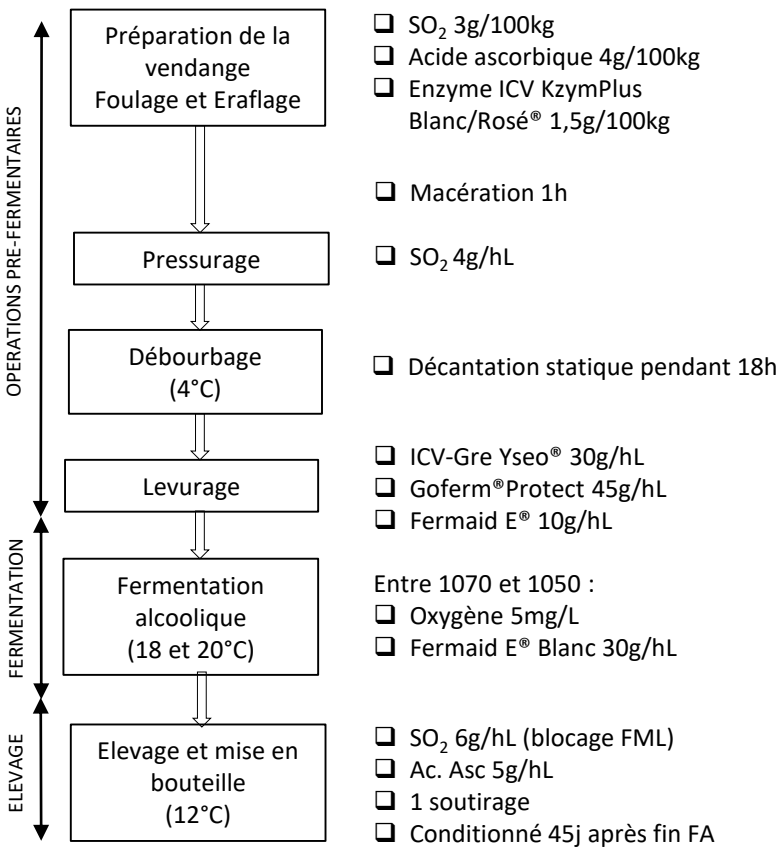 OPERATIONS PRE-FERMENTAIRES
Préparation de la
vendange
Foulage et Eraflage
❑ SO2 3g/100kg
❑ Acide ascorbique 4g/100kg
❑ Enzyme ICV KzymPlus
Blanc/Rosé® 1,5g/100kg
❑ Macération 1h
Pressurage
❑ SO2 4g/hL
Débourbage
(4°C)
❑ Décantation statique pendant 18h
Levurage
❑ ICV-Gre Yseo® 30g/hL
❑ Goferm®Protect 45g/hL
❑ Fermaid E® 10g/hL
FERMENTATION
Fermentation
alcoolique
(18 et 20°C)
Entre 1070 et 1050 :
❑ Oxygène 5mg/L
❑ Fermaid E® Blanc 30g/hL
ELEVAGE
Elevage et mise en
bouteille
(12°C)
❑ SO2 6g/hL (blocage FML)
❑ Ac. Asc 5g/hL
❑ 1 soutirage
❑ Conditionné 45j après fin FA